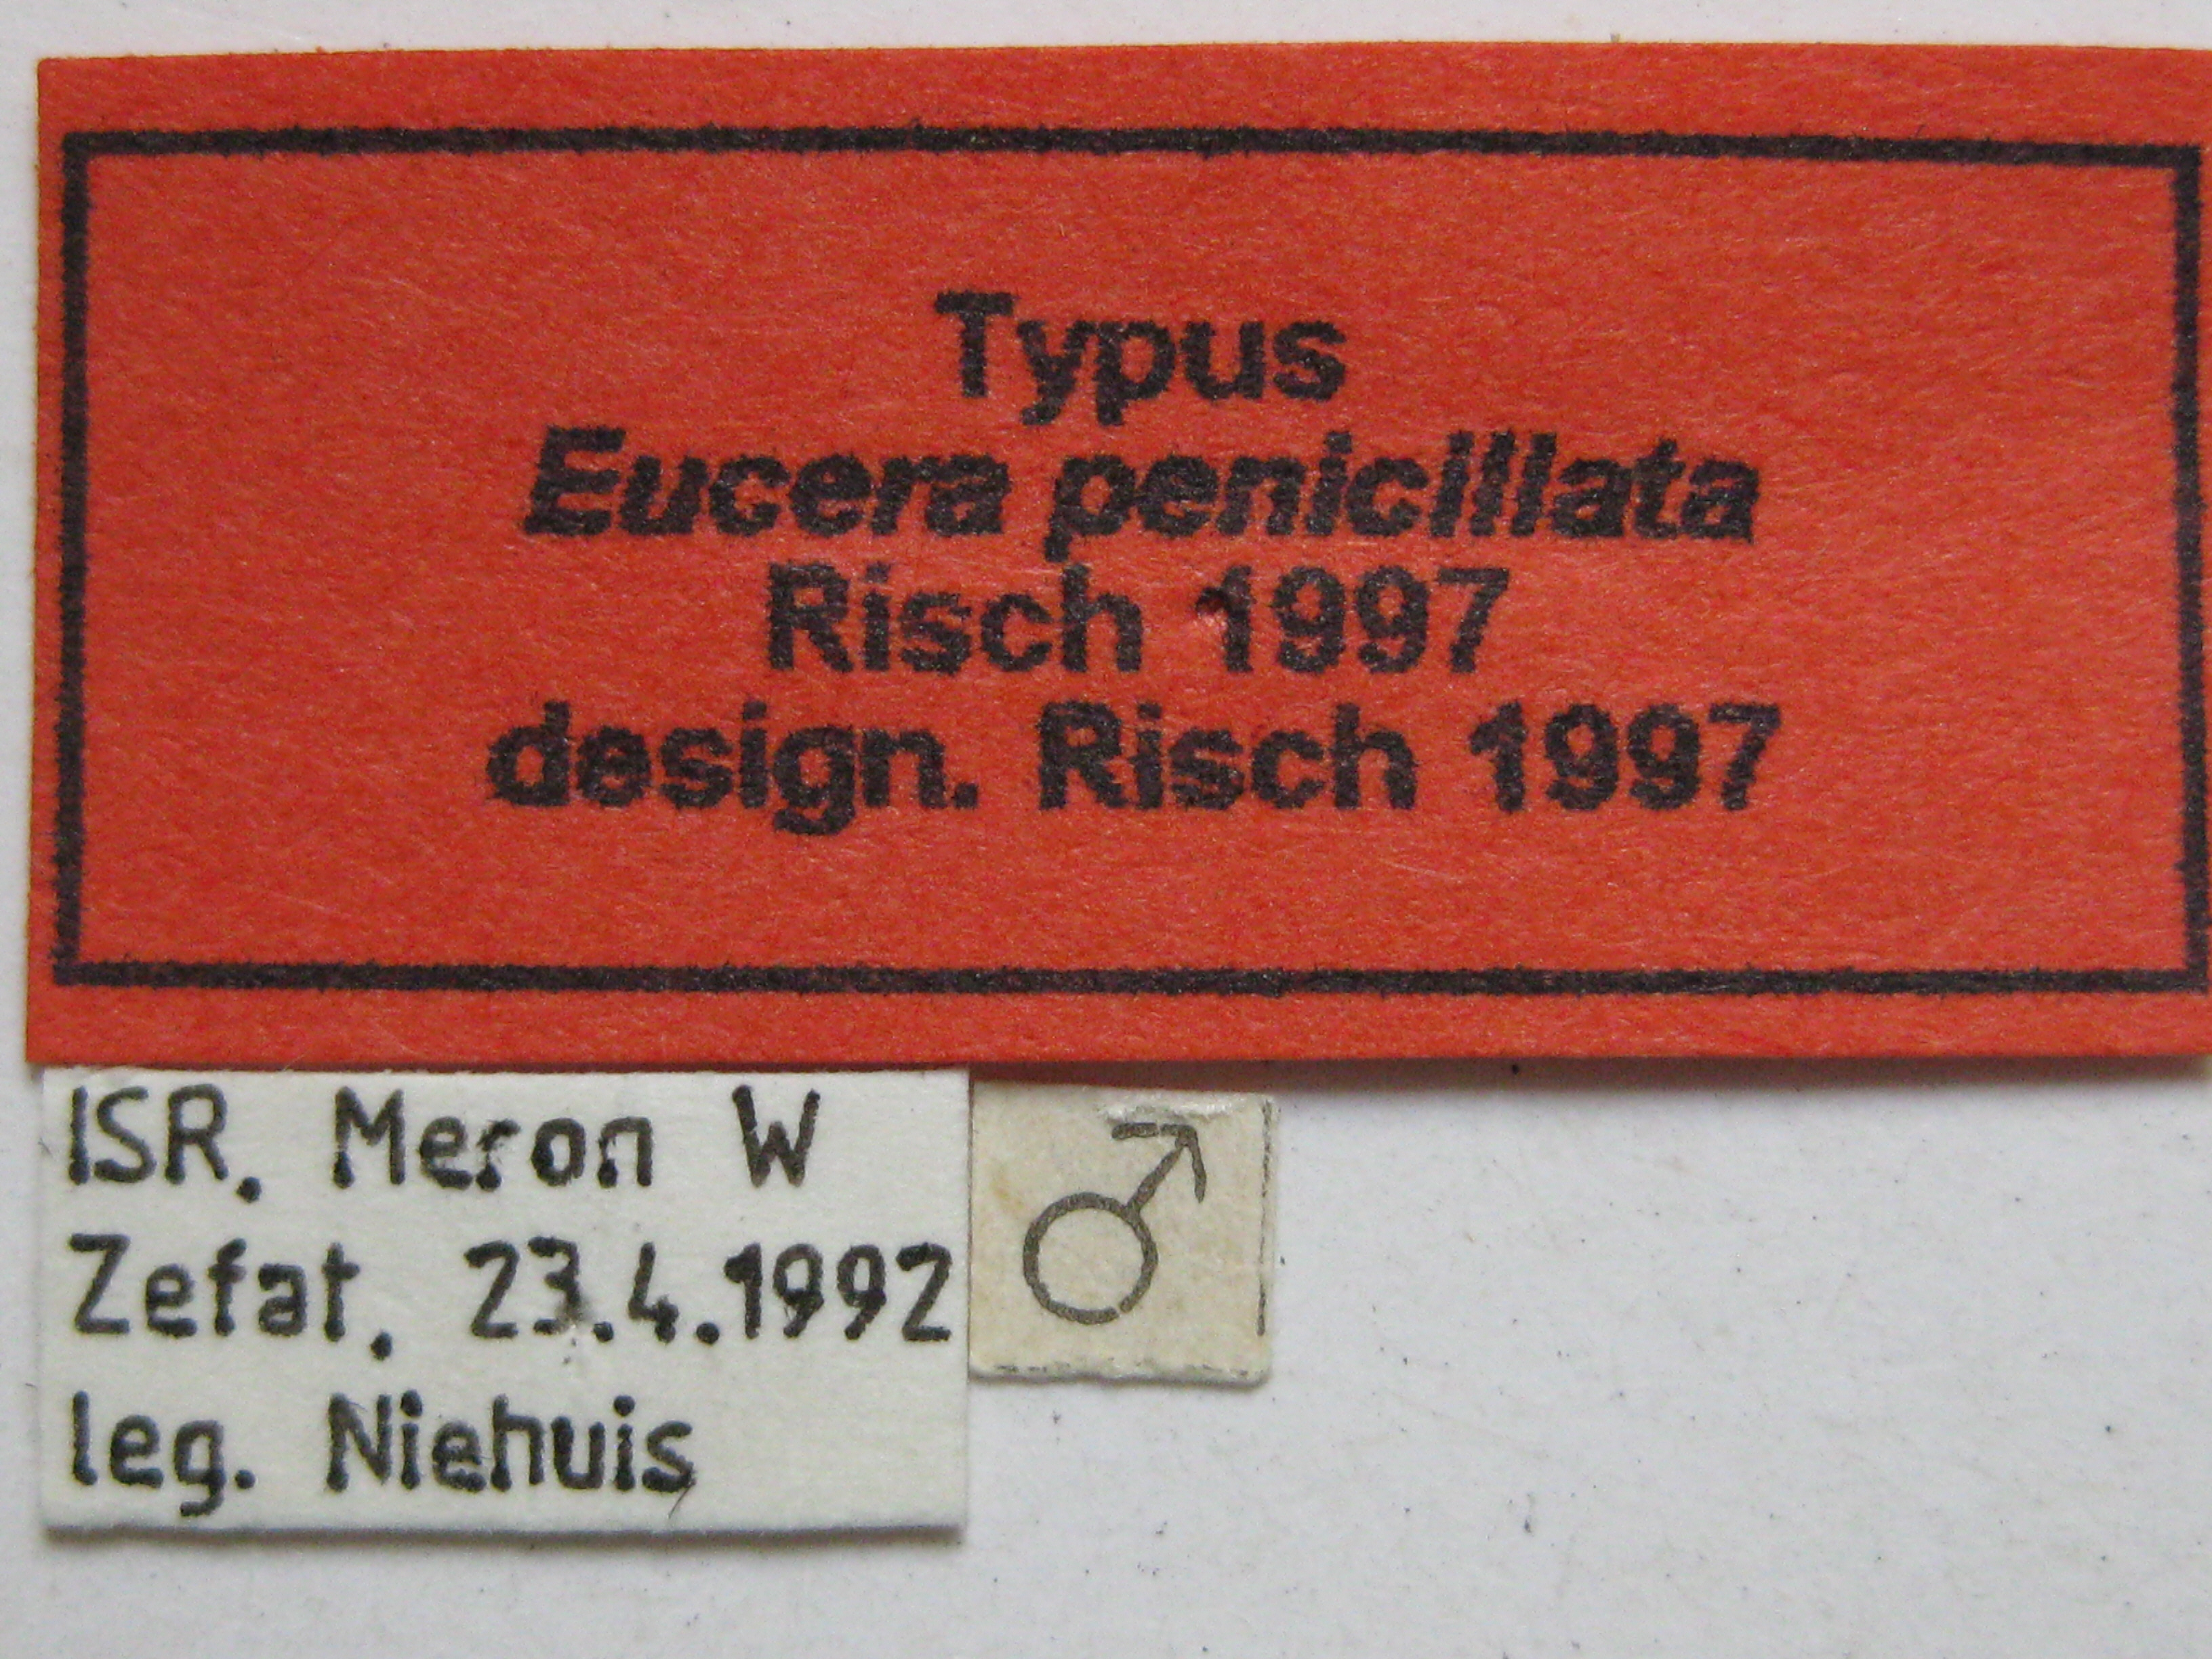 Typus
Eucera penicillata
Risch 1997
design. Risch 1997
ISR, Meron W
Zefat, 23.4.1992
leg. Niehuis
♂